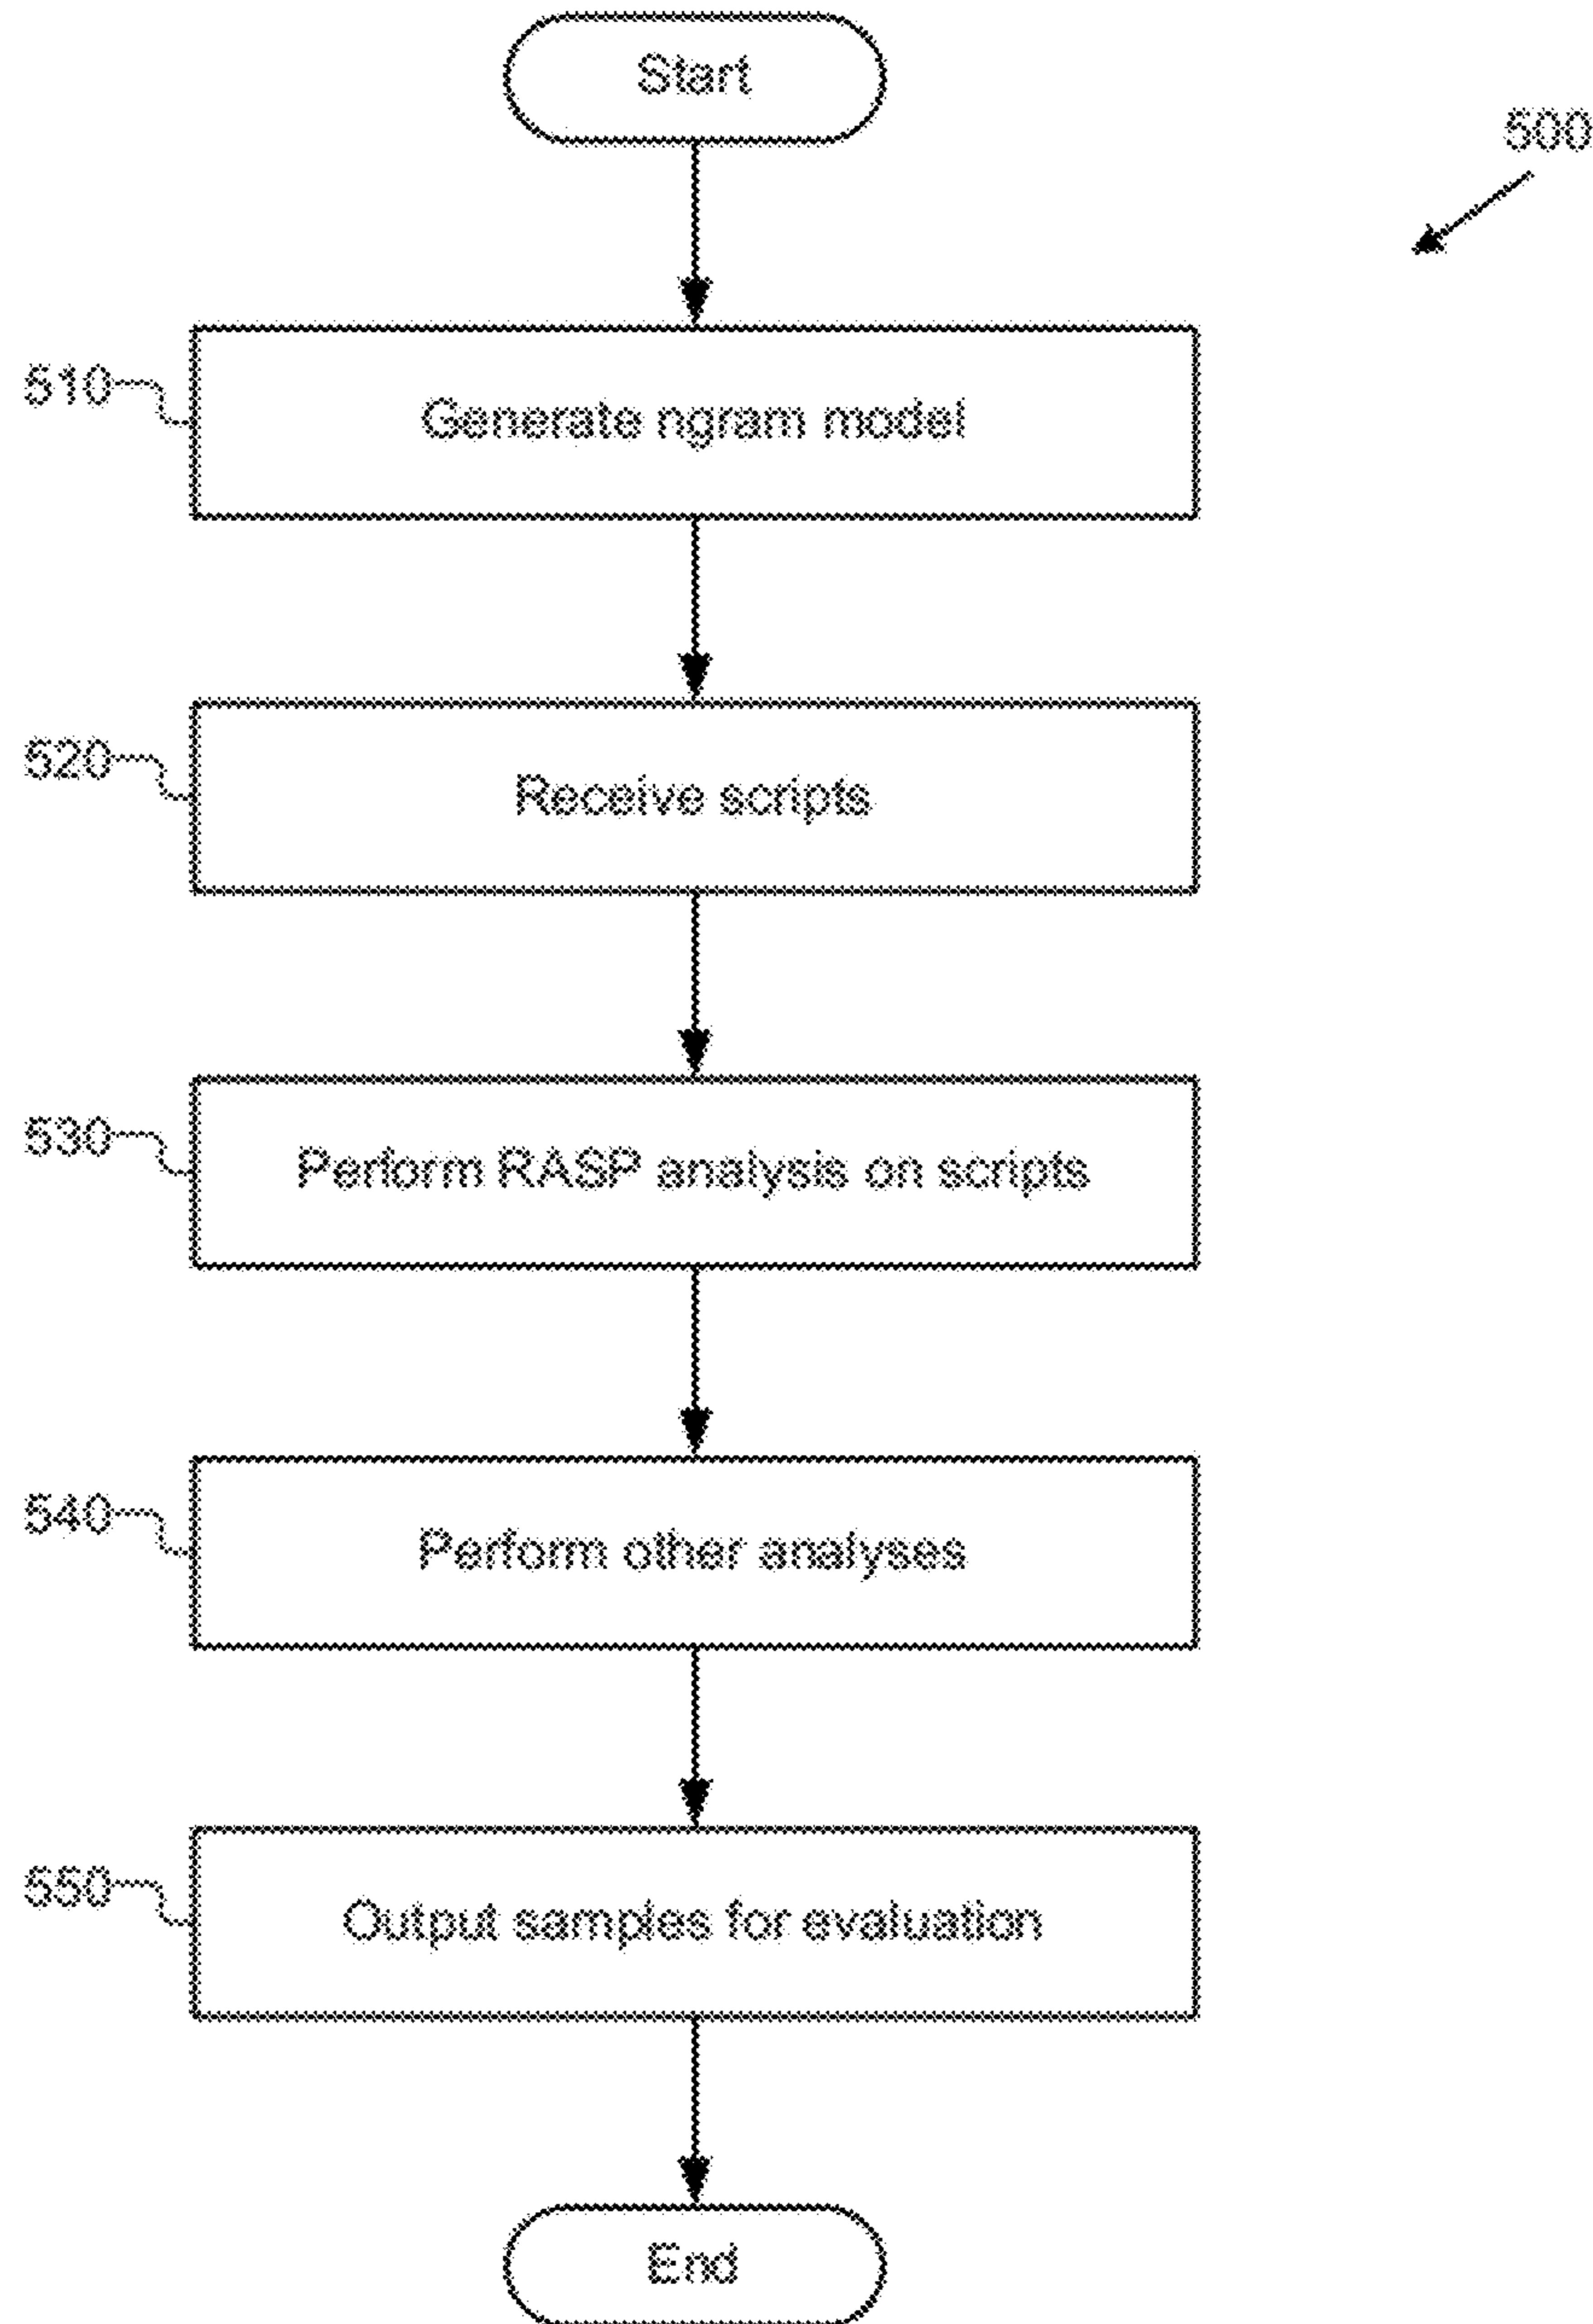 Start
500
510
Generate ngram model
520
Receive scripts
530
Perform RASP analysis on scripts
540
Perform other analyses
550
Output samples for evaluation
End